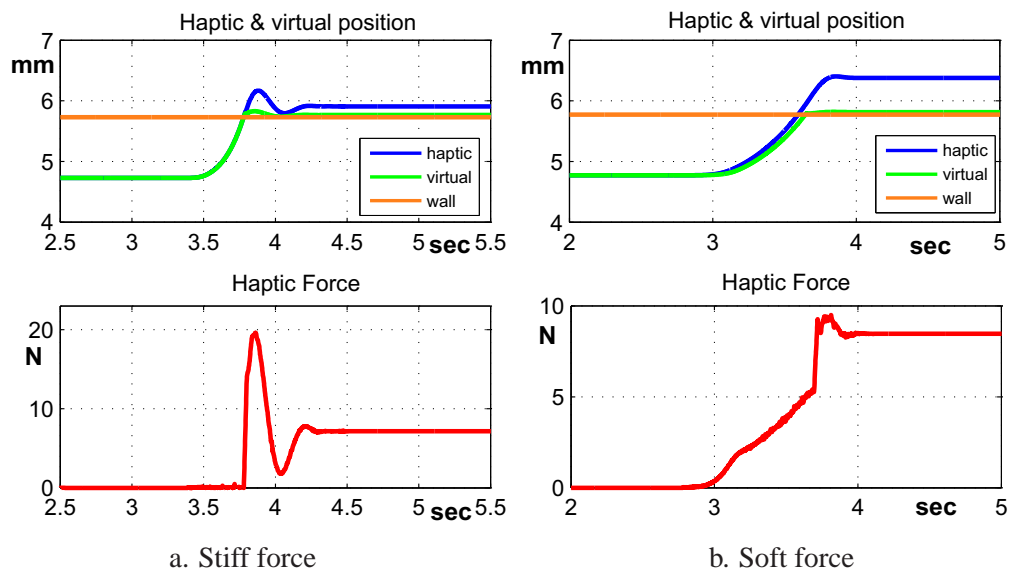 Haptic & virtual position
7
mm
6
5
4
haptic
virtual
wall
2.5 3 3.5 4 4.5 sec 5 5.5
Haptic Force
20
N
10
0
2.5 3 3.5 4 4.5 5 sec 5.5
a. Stiff force
Haptic & virtual position
7
mm
6
5
4
haptic
virtual
wall
2 3 4 sec 5
Haptic Force
10
N
5
0
2 3 4 sec 5
b. Soft force